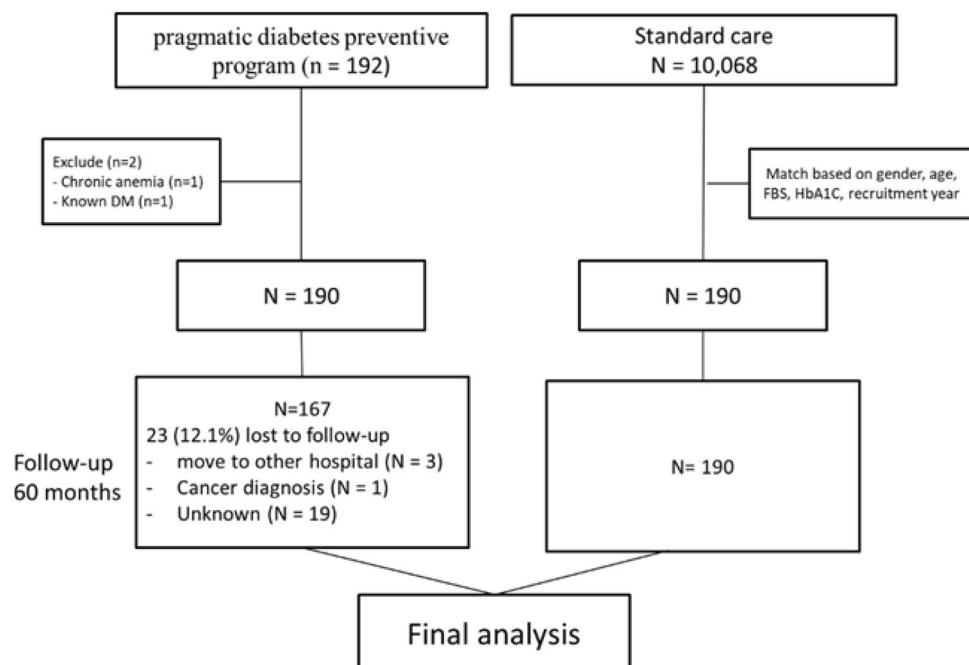 pragmatic diabetes preventive
program (n = 192)
Standard care
N = 10,068
Exclude (n=2)
- Chronic anemia (n=1)
- Known DM (n=1)
Match based on gender, age,
FBS, HbA1C, recruitment year
N = 190
N = 190
Follow-up
60 months
N=167
23 (12.1%) lost to follow-up
- move to other hospital (N = 3)
- Cancer diagnosis (N = 1)
- Unknown (N = 19)
N= 190
Final analysis